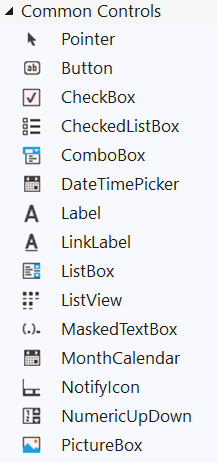 Common Controls
Pointer
Button
CheckBox
CheckedListBox
ComboBox
DateTimePicker
Label
LinkLabel
ListBox
ListView
MaskedTextBox
MonthCalendar
NotifyIcon
NumericUpDown
PictureBox